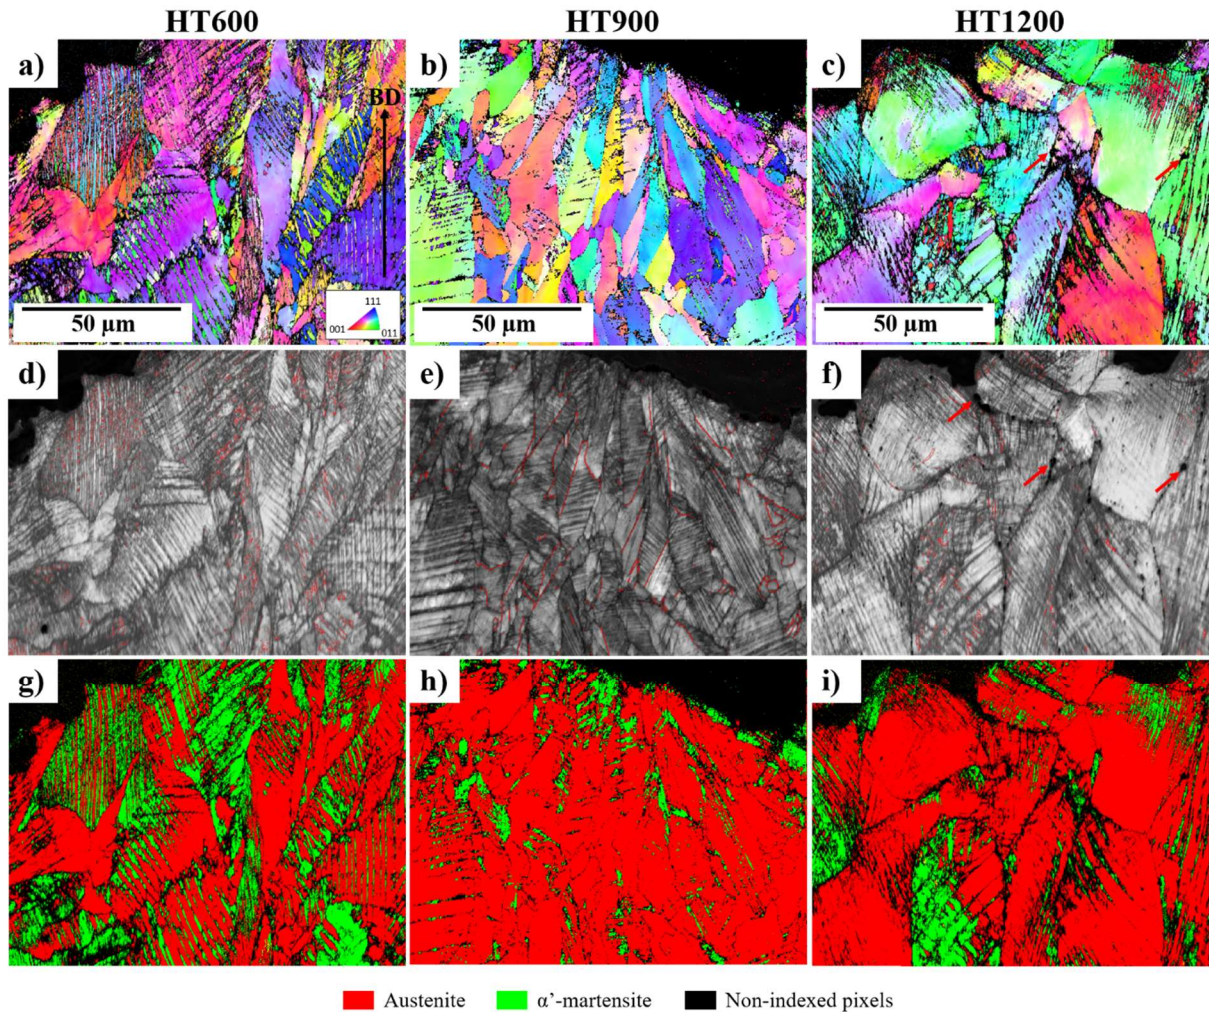 HT600 HT900 HT1200
a) b) c)
BD
111
001 011
50 µm 50 µm 50 µm
d) e) f)
g) h) i)
Austenite α’-martensite Non-indexed pixels